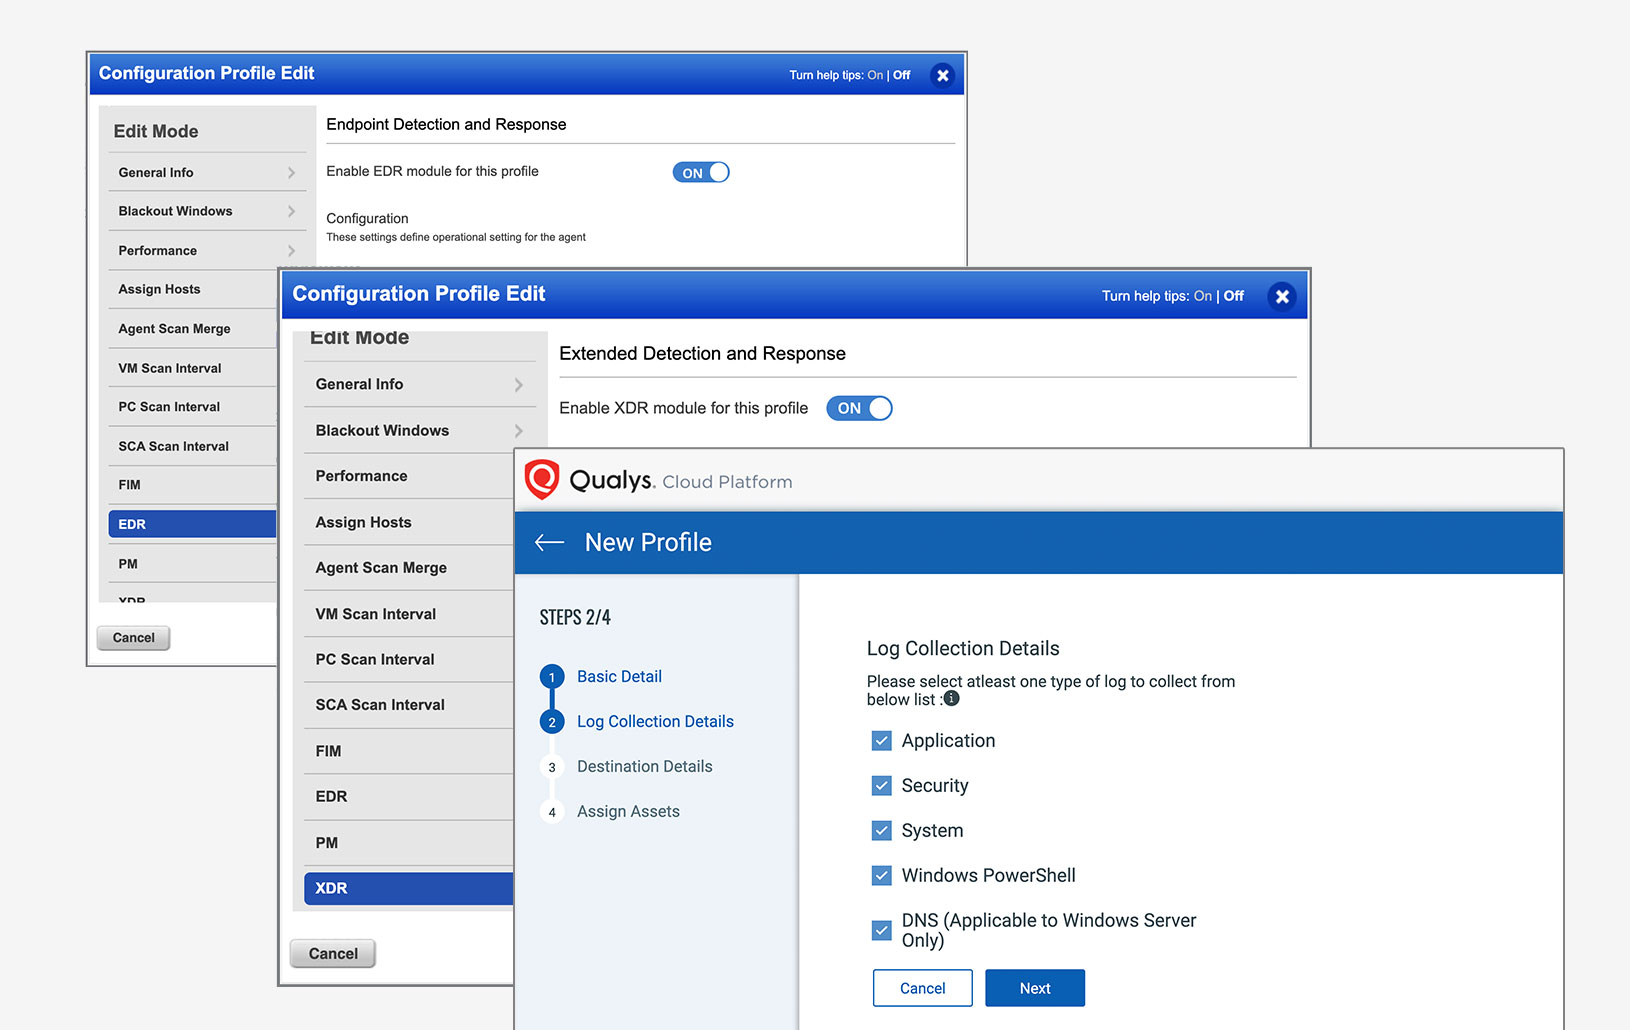 Configuration Profile Edit
Turn help tips: On | Off
Edit Mode
General Info
Blackout Windows
Performance
Assign Hosts
Agent Scan Merge
VM Scan Interval
PC Scan Interval
SCA Scan Interval
FIM
EDR
PM
XDR
Cancel
Endpoint Detection and Response
Enable EDR module for this profile
ON
Configuration
These settings define operational setting for the agent
Configuration Profile Edit
Turn help tips: On | Off
Edit Mode
General Info
Blackout Windows
Performance
Assign Hosts
Agent Scan Merge
VM Scan Interval
PC Scan Interval
SCA Scan Interval
FIM
EDR
PM
XDR
Cancel
Extended Detection and Response
Enable XDR module for this profile
ON
Qualys. Cloud Platform
New Profile
STEPS 2/4
1 Basic Detail
2 Log Collection Details
3 Destination Details
4 Assign Assets
Log Collection Details
Please select atleast one type of log to collect from
below list :
Application
Security
System
Windows PowerShell
DNS (Applicable to Windows Server
Only)
Cancel
Next